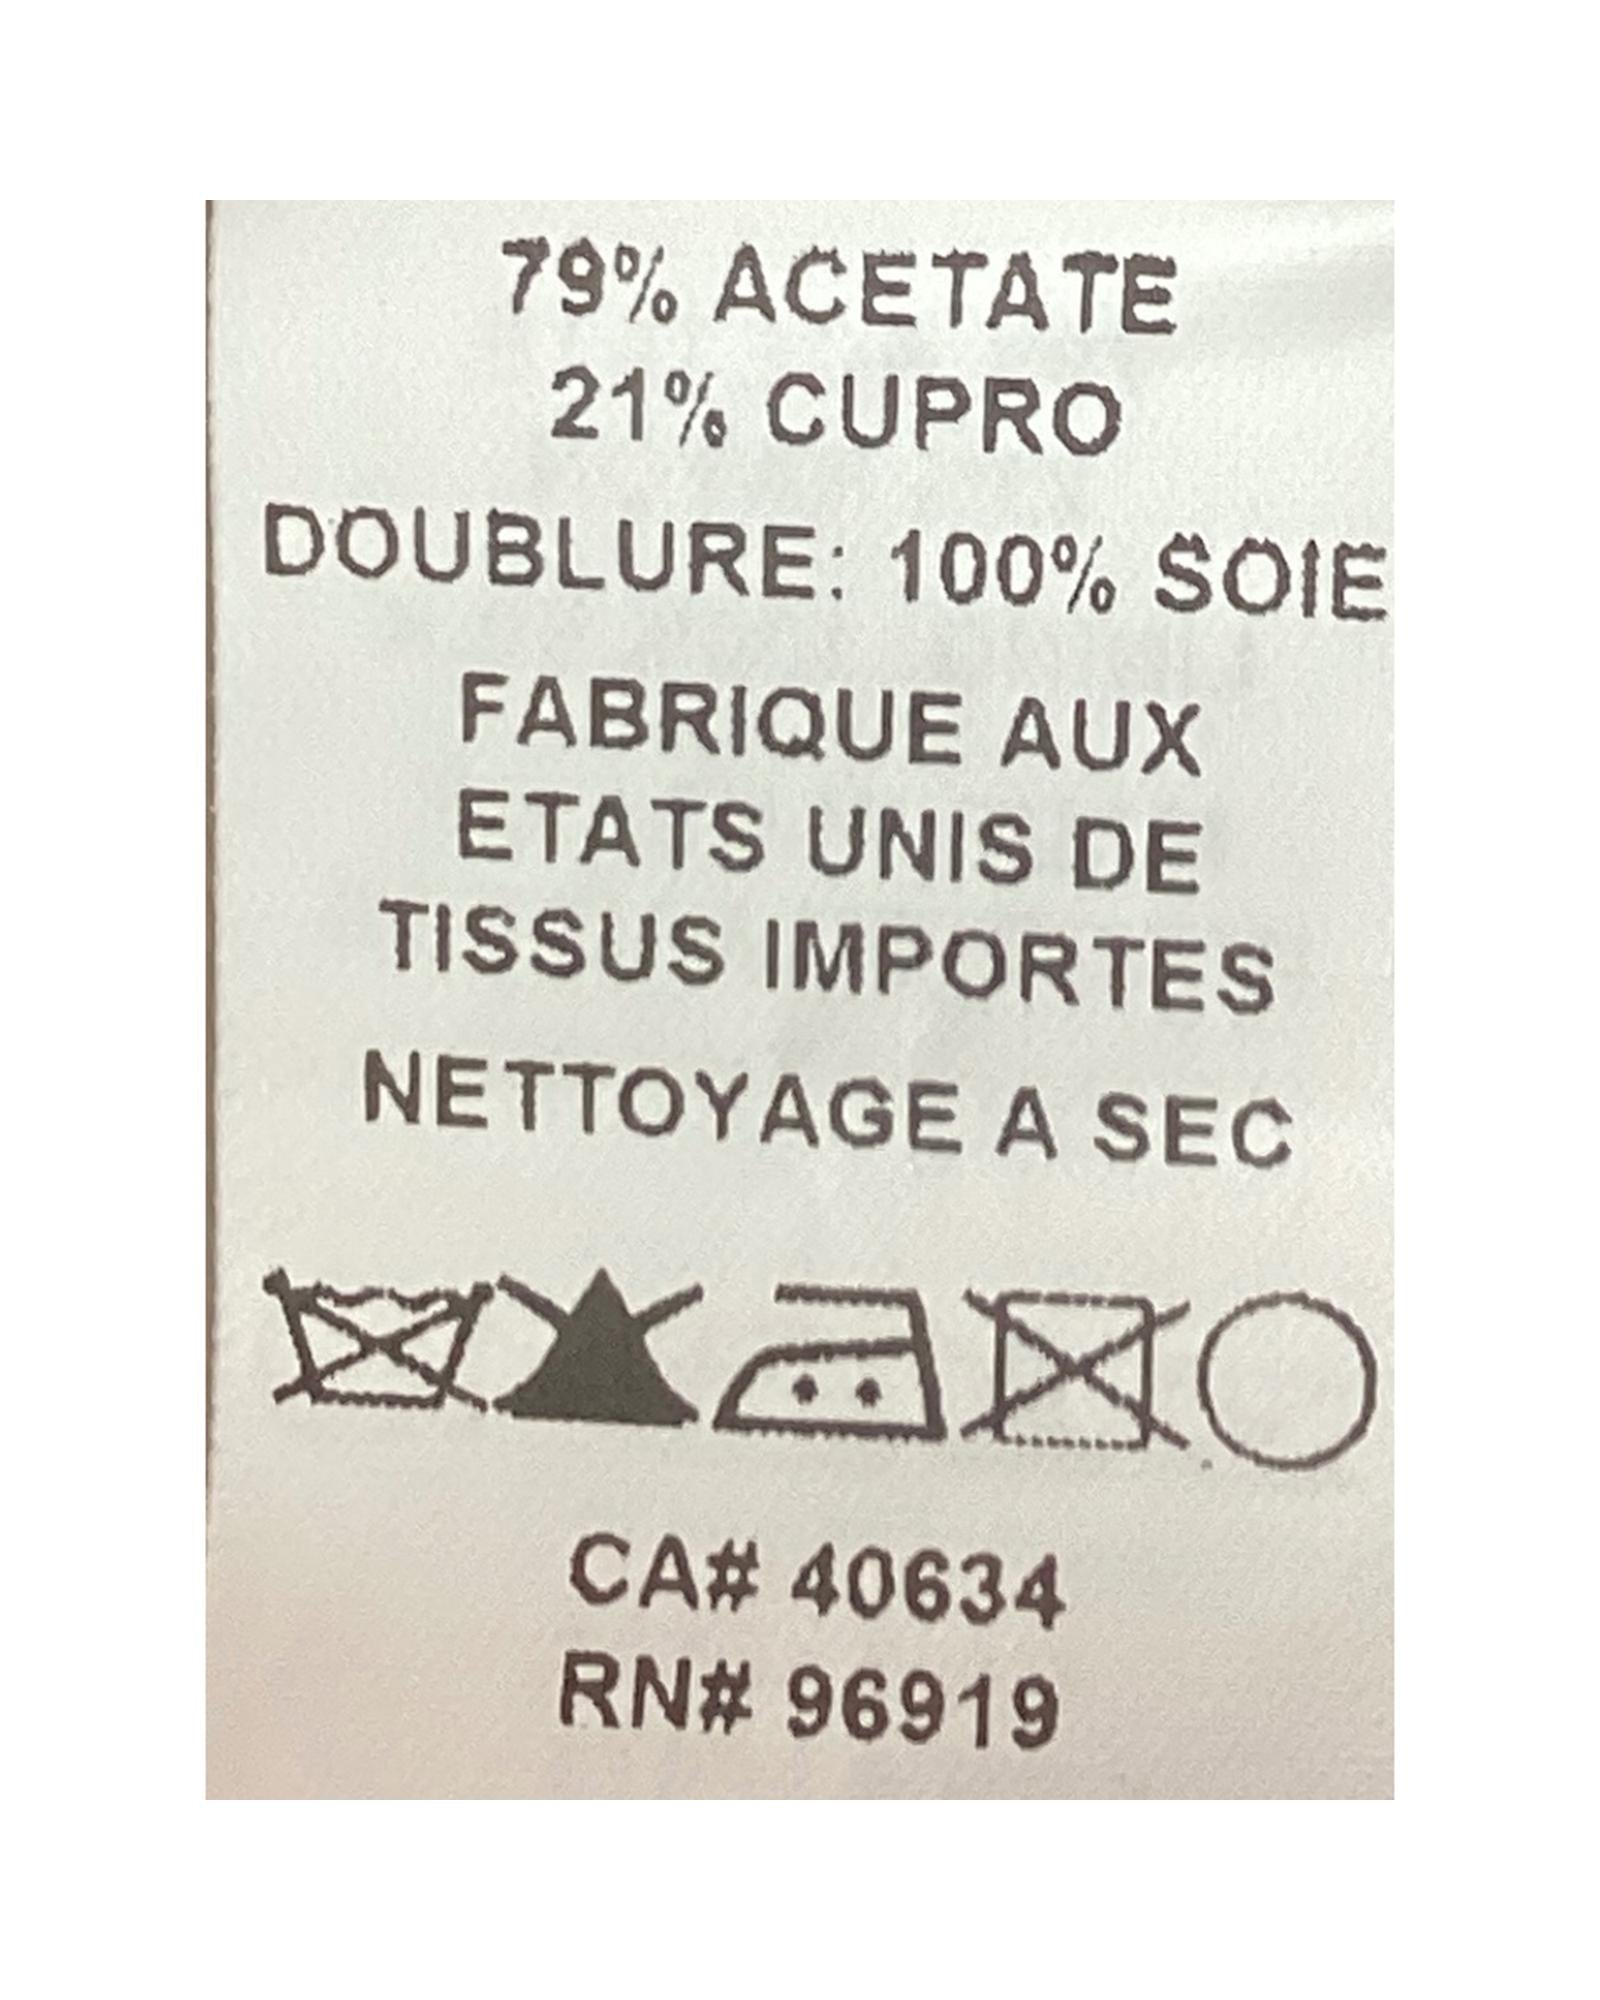 79% ACETATE
21% CUPRO
DOUBLURE: 100% SOIE
FABRIQUE AUX
ETATS UNIS DE
TISSUS IMPORTES
NETTOYAGE A SEC
CA# 40634
RN# 96919